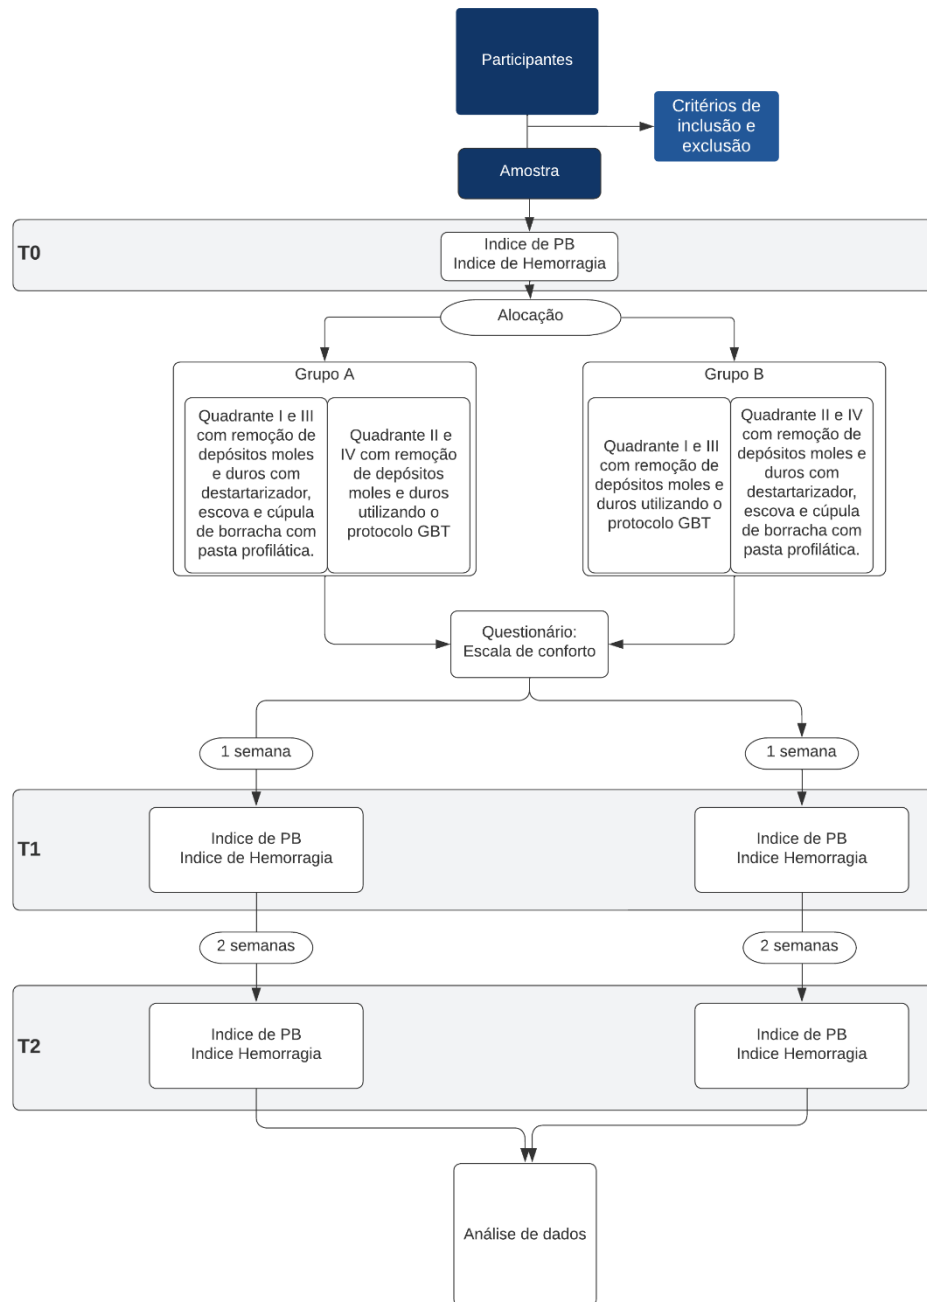 Participantes
Critérios de
inclusão e
exclusão
Amostra
T0
Indice de PB
Indice de Hemorragia
Alocação
Grupo A
Quadrante I e III
com remoção de
depósitos moles
e duros com
destartarizador,
escova e cúpula
de borracha com
pasta profilática.
Quadrante II e
IV com remoção
de depósitos
moles e duros
utilizando o
protocolo GBT
Grupo B
Quadrante I e III
com remoção de
depósitos moles e
duros utilizando o
protocolo GBT
Quadrante II e IV
com remoção de
depósitos moles e
duros com
destartarizador,
escova e cúpula de
borracha com
pasta profilática.
Questionário:
Escala de conforto
1 semana
1 semana
T1
Indice de PB
Indice de Hemorragia
Indice de PB
Indice Hemorragia
2 semanas
2 semanas
T2
Indice de PB
Indice Hemorragia
Indice de PB
Indice Hemorragia
Análise de dados